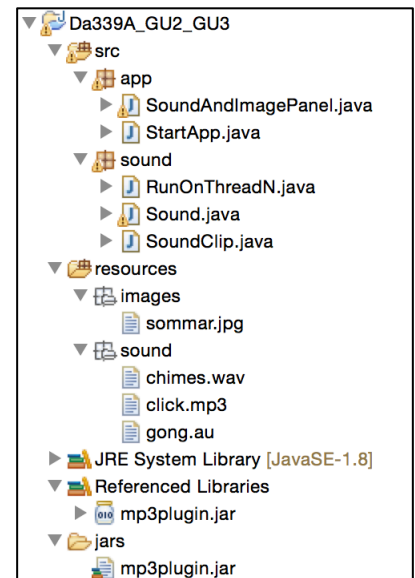 Da339A_GU2_GU3
src
app
SoundAndImagePanel.java
StartApp.java
sound
RunOnThreadN.java
Sound.java
SoundClip.java
resources
images
sommar.jpg
sound
chimes.wav
click.mp3
gong.au
JRE System Library [JavaSE-1.8]
Referenced Libraries
mp3plugin.jar
jars
mp3plugin.jar